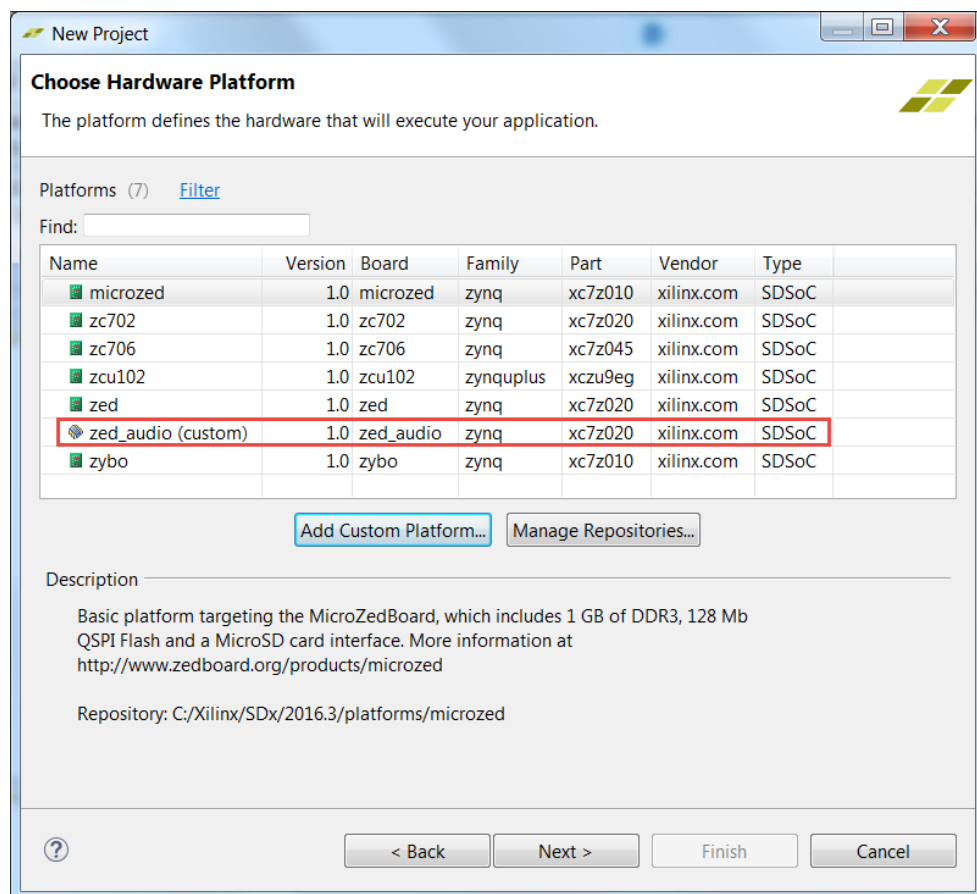 New Project
Choose Hardware Platform
The platform defines the hardware that will execute your application.
Platforms (7) Filter
Find:
Name Version Board Family Part Vendor Type
microzed 1.0 microzed zynq xc7z010 xilinx.com SDSoC
zc702 1.0 zc702 zynq xc7z020 xilinx.com SDSoC
zc706 1.0 zc706 zynq xc7z045 xilinx.com SDSoC
zcu102 1.0 zcu102 zynquplus xczu9eg xilinx.com SDSoC
zed 1.0 zed zynq xc7z020 xilinx.com SDSoC
zed_audio (custom) 1.0 zed_audio zynq xc7z020 xilinx.com SDSoC
zybo 1.0 zybo zynq xc7z010 xilinx.com SDSoC
Add Custom Platform... Manage Repositories...
Description
Basic platform targeting the MicroZedBoard, which includes 1 GB of DDR3, 128 Mb
QSPI Flash and a MicroSD card interface. More information at
http://www.zedboard.org/products/microzed
Repository: C:/Xilinx/SDx/2016.3/platforms/microzed
? < Back Next > Finish Cancel